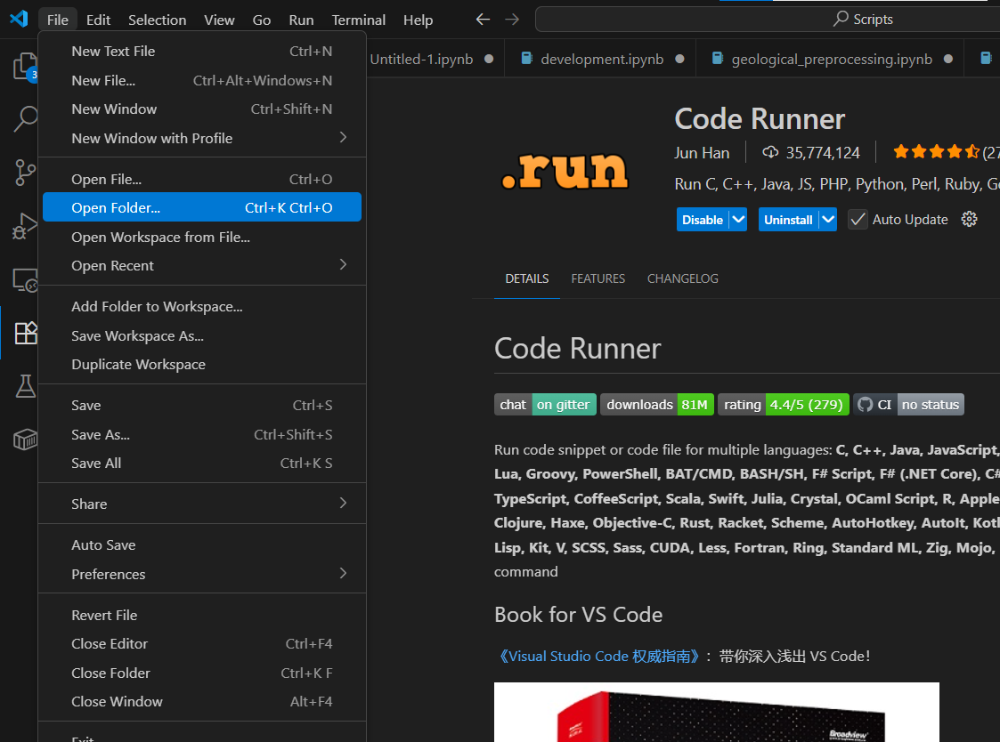 File Edit Selection View Go Run Terminal Help
Scripts
3
New Text File Ctrl+N
New File... Ctrl+Alt+Windows+N
New Window Ctrl+Shift+N
New Window with Profile
Open File... Ctrl+O
Open Folder... Ctrl+K Ctrl+O
Open Workspace from File...
Open Recent
Add Folder to Workspace...
Save Workspace As...
Duplicate Workspace
Save Ctrl+S
Save As... Ctrl+Shift+S
Save All Ctrl+K S
Share
Auto Save
Preferences
Revert File
Close Editor Ctrl+F4
Close Folder Ctrl+K F
Close Window Alt+F4
Exit
Untitled-1.ipynb development.ipynb geological_preprocessing.ipynb
.run
Code Runner
Jun Han 35,774,124 (27
Run C, C++, Java, JS, PHP, Python, Perl, Ruby, G
Disable Uninstall Auto Update
DETAILS FEATURES CHANGELOG
Code Runner
chat on gitter downloads 81M rating 4.4/5 (279) CI no status
Run code snippet or code file for multiple languages: C, C++, Java, JavaScript,
Lua, Groovy, PowerShell, BAT/CMD, BASH/SH, F# Script, F# (.NET Core), C#
TypeScript, CoffeeScript, Scala, Swift, Julia, Crystal, OCaml Script, R, Apple
Clojure, Haxe, Objective-C, Rust, Racket, Scheme, AutoHotkey, AutoIt, Kotl
Lisp, Kit, V, SCSS, Sass, CUDA, Less, Fortran, Ring, Standard ML, Zig, Mojo,
command
Book for VS Code
《Visual Studio Code 权威指南》：带你深入浅出 VS Code！
Broadview